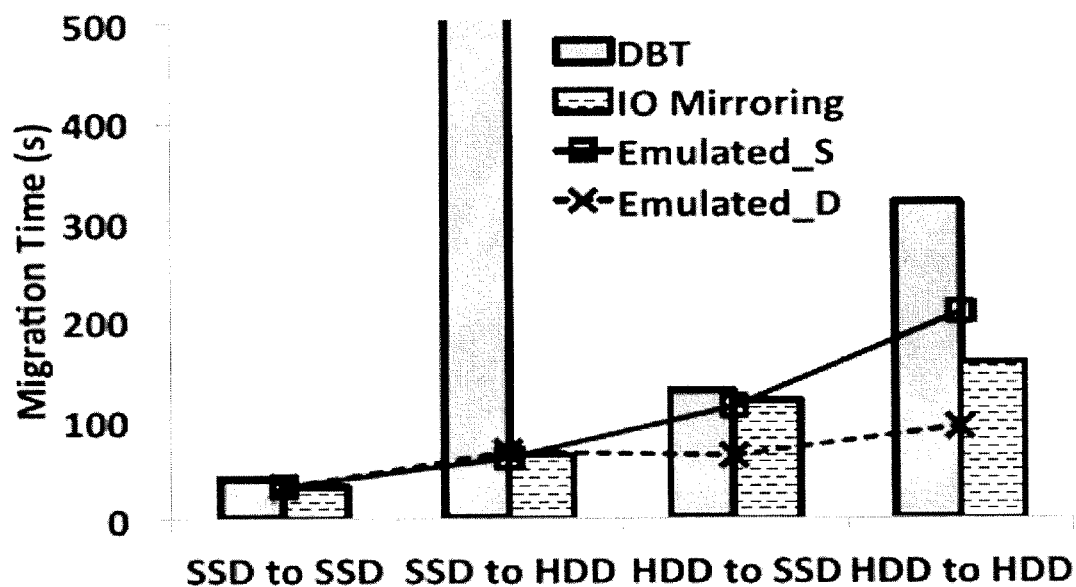 500
400
300
200
100
0
Migration Time (s)
DBT
IO Mirroring
Emulated_S
Emulated_D
SSD to SSD
SSD to HDD
HDD to SSD
HDD to HDD